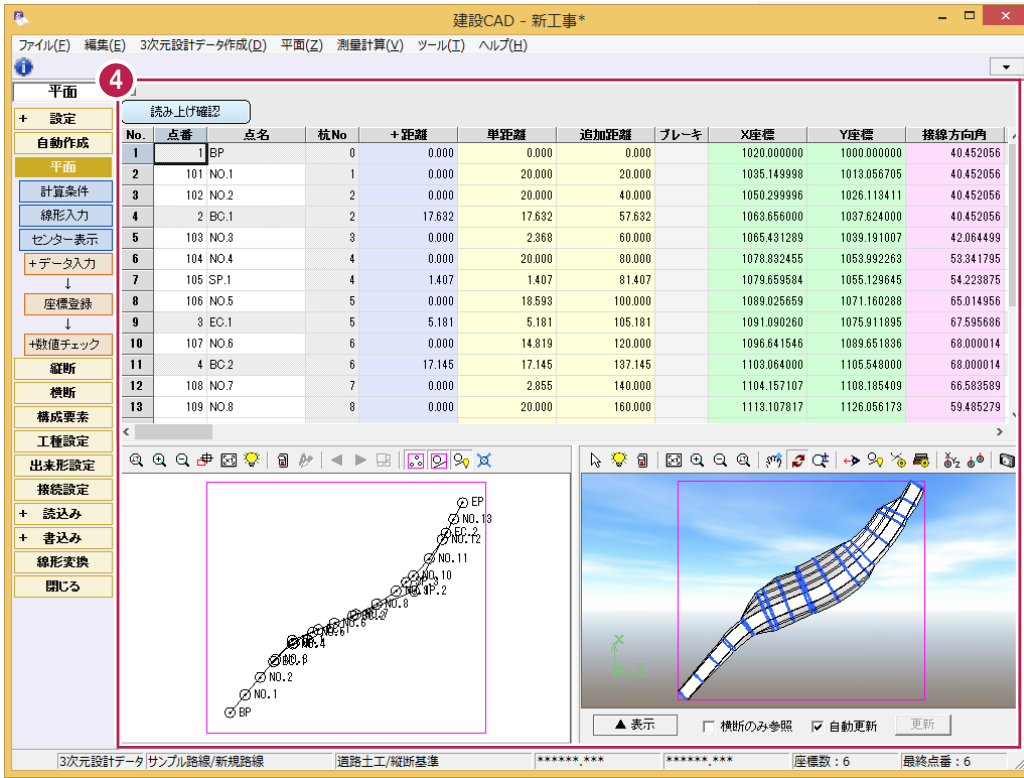 建設CAD - 新工事*
ファイル(F) 編集(E) 3次元設計データ作成(D) 平面(Z) 測量計算(V) ツール(T) ヘルプ(H)
4
平面
+ 設定
自動作成
平面
計算条件
線形入力
センター表示
+データ入力
↓
座標登録
↓
+数値チェック
縦断
横断
構成要素
工種設定
出来形設定
接続設定
+ 読込み
+ 書込み
線形変換
閉じる
読み上げ確認
No. 点番 点名 杭No +距離 単距離 追加距離 ブレーキ X座標 Y座標 接線方向角
1 1 BP 0 0.000 0.000 0.000 1020.000000 1000.000000 40.452056
2 101 NO.1 1 0.000 20.000 20.000 1035.149998 1013.056705 40.452056
3 102 NO.2 2 0.000 20.000 40.000 1050.299996 1026.113411 40.452056
4 2 BC.1 2 17.632 17.632 57.632 1063.656000 1037.624000 40.452056
5 103 NO.3 3 0.000 2.368 60.000 1065.431289 1039.191007 42.064499
6 104 NO.4 4 0.000 20.000 80.000 1078.832455 1053.992263 53.341795
7 105 SP.1 4 1.407 1.407 81.407 1079.659584 1055.129645 54.223875
8 106 NO.5 5 0.000 18.593 100.000 1089.025659 1071.160288 65.014956
9 3 EC.1 5 5.181 5.181 105.181 1091.090260 1075.911895 67.595686
10 107 NO.6 6 0.000 14.819 120.000 1096.641546 1089.651836 68.000014
11 4 BC.2 6 17.145 17.145 137.145 1103.064000 1105.548000 68.000014
12 108 NO.7 7 0.000 2.855 140.000 1104.157107 1108.185409 66.583589
13 109 NO.8 8 0.000 20.000 160.000 1113.107817 1126.056173 59.485279
EP
NO.13
EC.2
NO.12
NO.11
NO.10
SP.2
NO.8
NO.6
NO.4
NO.3
NO.2
NO.1
BP
X
Y
▲ 表示
横断のみ参照
自動更新
更新
3次元設計データ サンプル路線/新規路線 道路土工/縦断基準 ******.*** ******.*** 座標数：6 最終点番：6